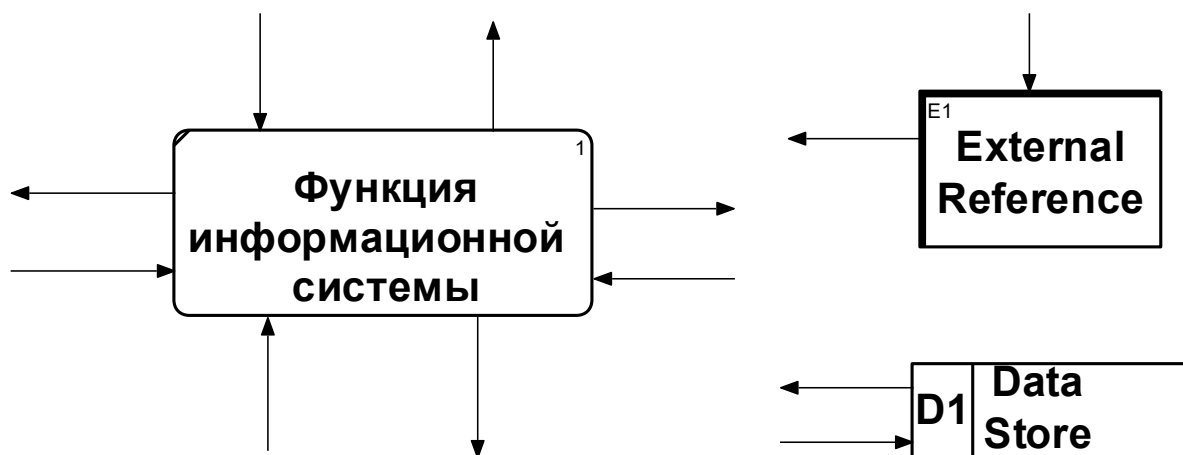 1
Функция
информационной
системы
E1
External
Reference
D1
Data
Store